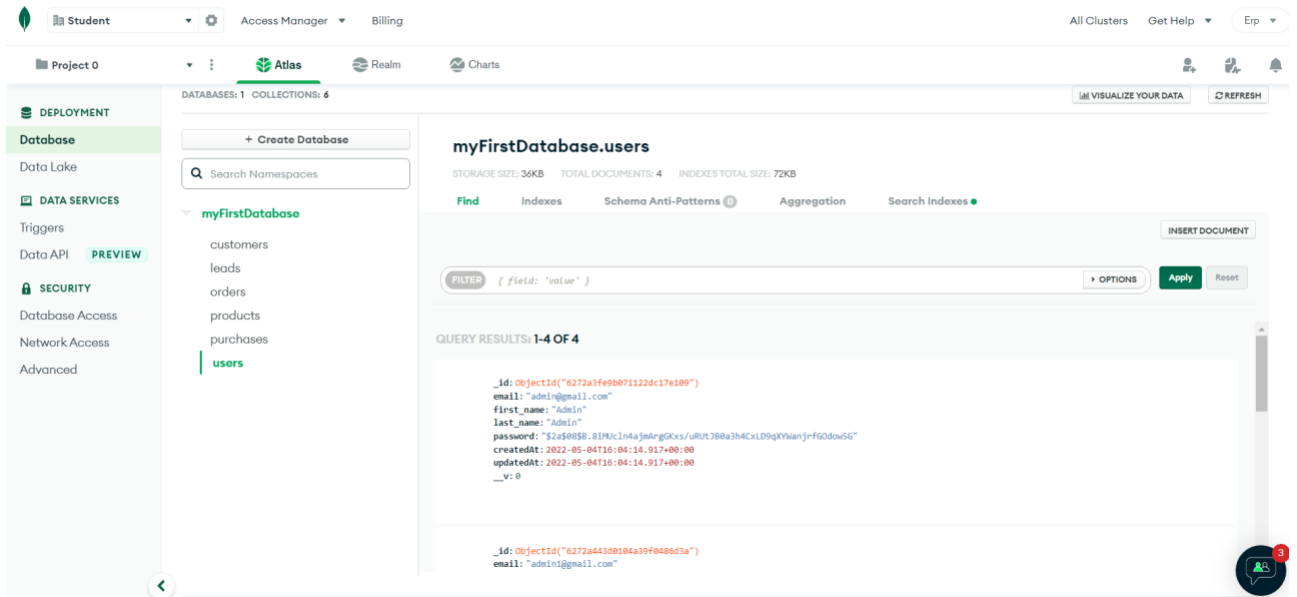 Student Access Manager Billing All Clusters Get Help Erp
Project 0 Atlas Realm Charts
DATABASES: 1 COLLECTIONS: 6 VISUALIZE YOUR DATA REFRESH
DEPLOYMENT
Database
Data Lake
DATA SERVICES
Triggers
Data API PREVIEW
SECURITY
Database Access
Network Access
Advanced
+ Create Database
Search Namespaces
myFirstDatabase
customers
leads
orders
products
purchases
users
myFirstDatabase.users
STORAGE SIZE: 36KB TOTAL DOCUMENTS: 4 INDEXES TOTAL SIZE: 72KB
Find Indexes Schema Anti-Patterns 0 Aggregation Search Indexes
INSERT DOCUMENT
FILTER { field: 'value' } OPTIONS Apply Reset
QUERY RESULTS: 1-4 OF 4
_id: ObjectId("6272a3fe9b071122dc17e109")
email: "admin@gmail.com"
first_name: "Admin"
last_name: "Admin"
password: "$2a$08$B.8iMUcln4ajmArgGKxs/uRUtJB0a3h4CxLD9qXYWanjrfGOdowSG"
createdAt: 2022-05-04T16:04:14.917+00:00
updatedAt: 2022-05-04T16:04:14.917+00:00
__v: 0
_id: ObjectId("6272a443d0104a39f0486d3a")
email: "admin1@gmail.com"
3